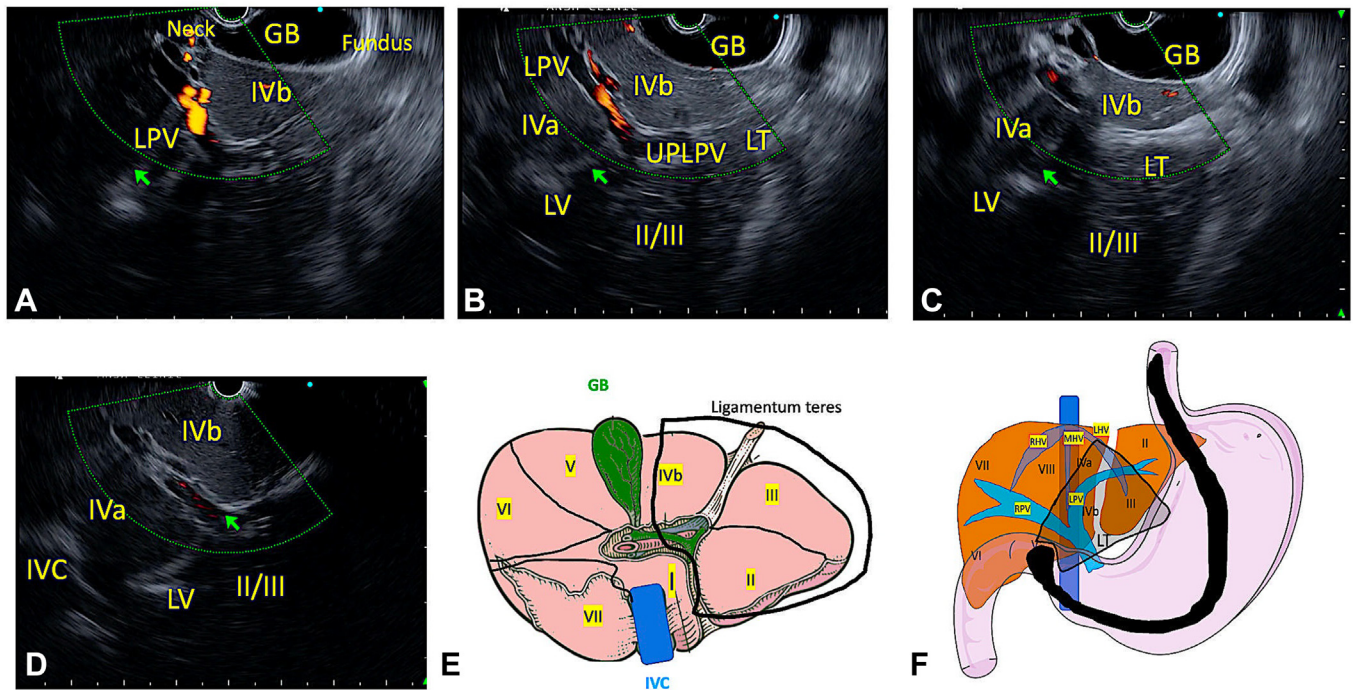 Neck
GB
Fundus
IVb
LPV
A
GB
LPV
IVb
IVa
LT
UPLPV
LV
II/III
B
GB
IVb
IVa
LT
LV
II/III
C
IVb
IVa
IVC
LV
II/III
D
GB
Ligamentum teres
V
IVb
III
VI
I
II
VII
IVC
E
LHV
RHV
MHV
II
VII
VIII
IVa
LPV
III
RPV
IVb
LT
V
VI
F